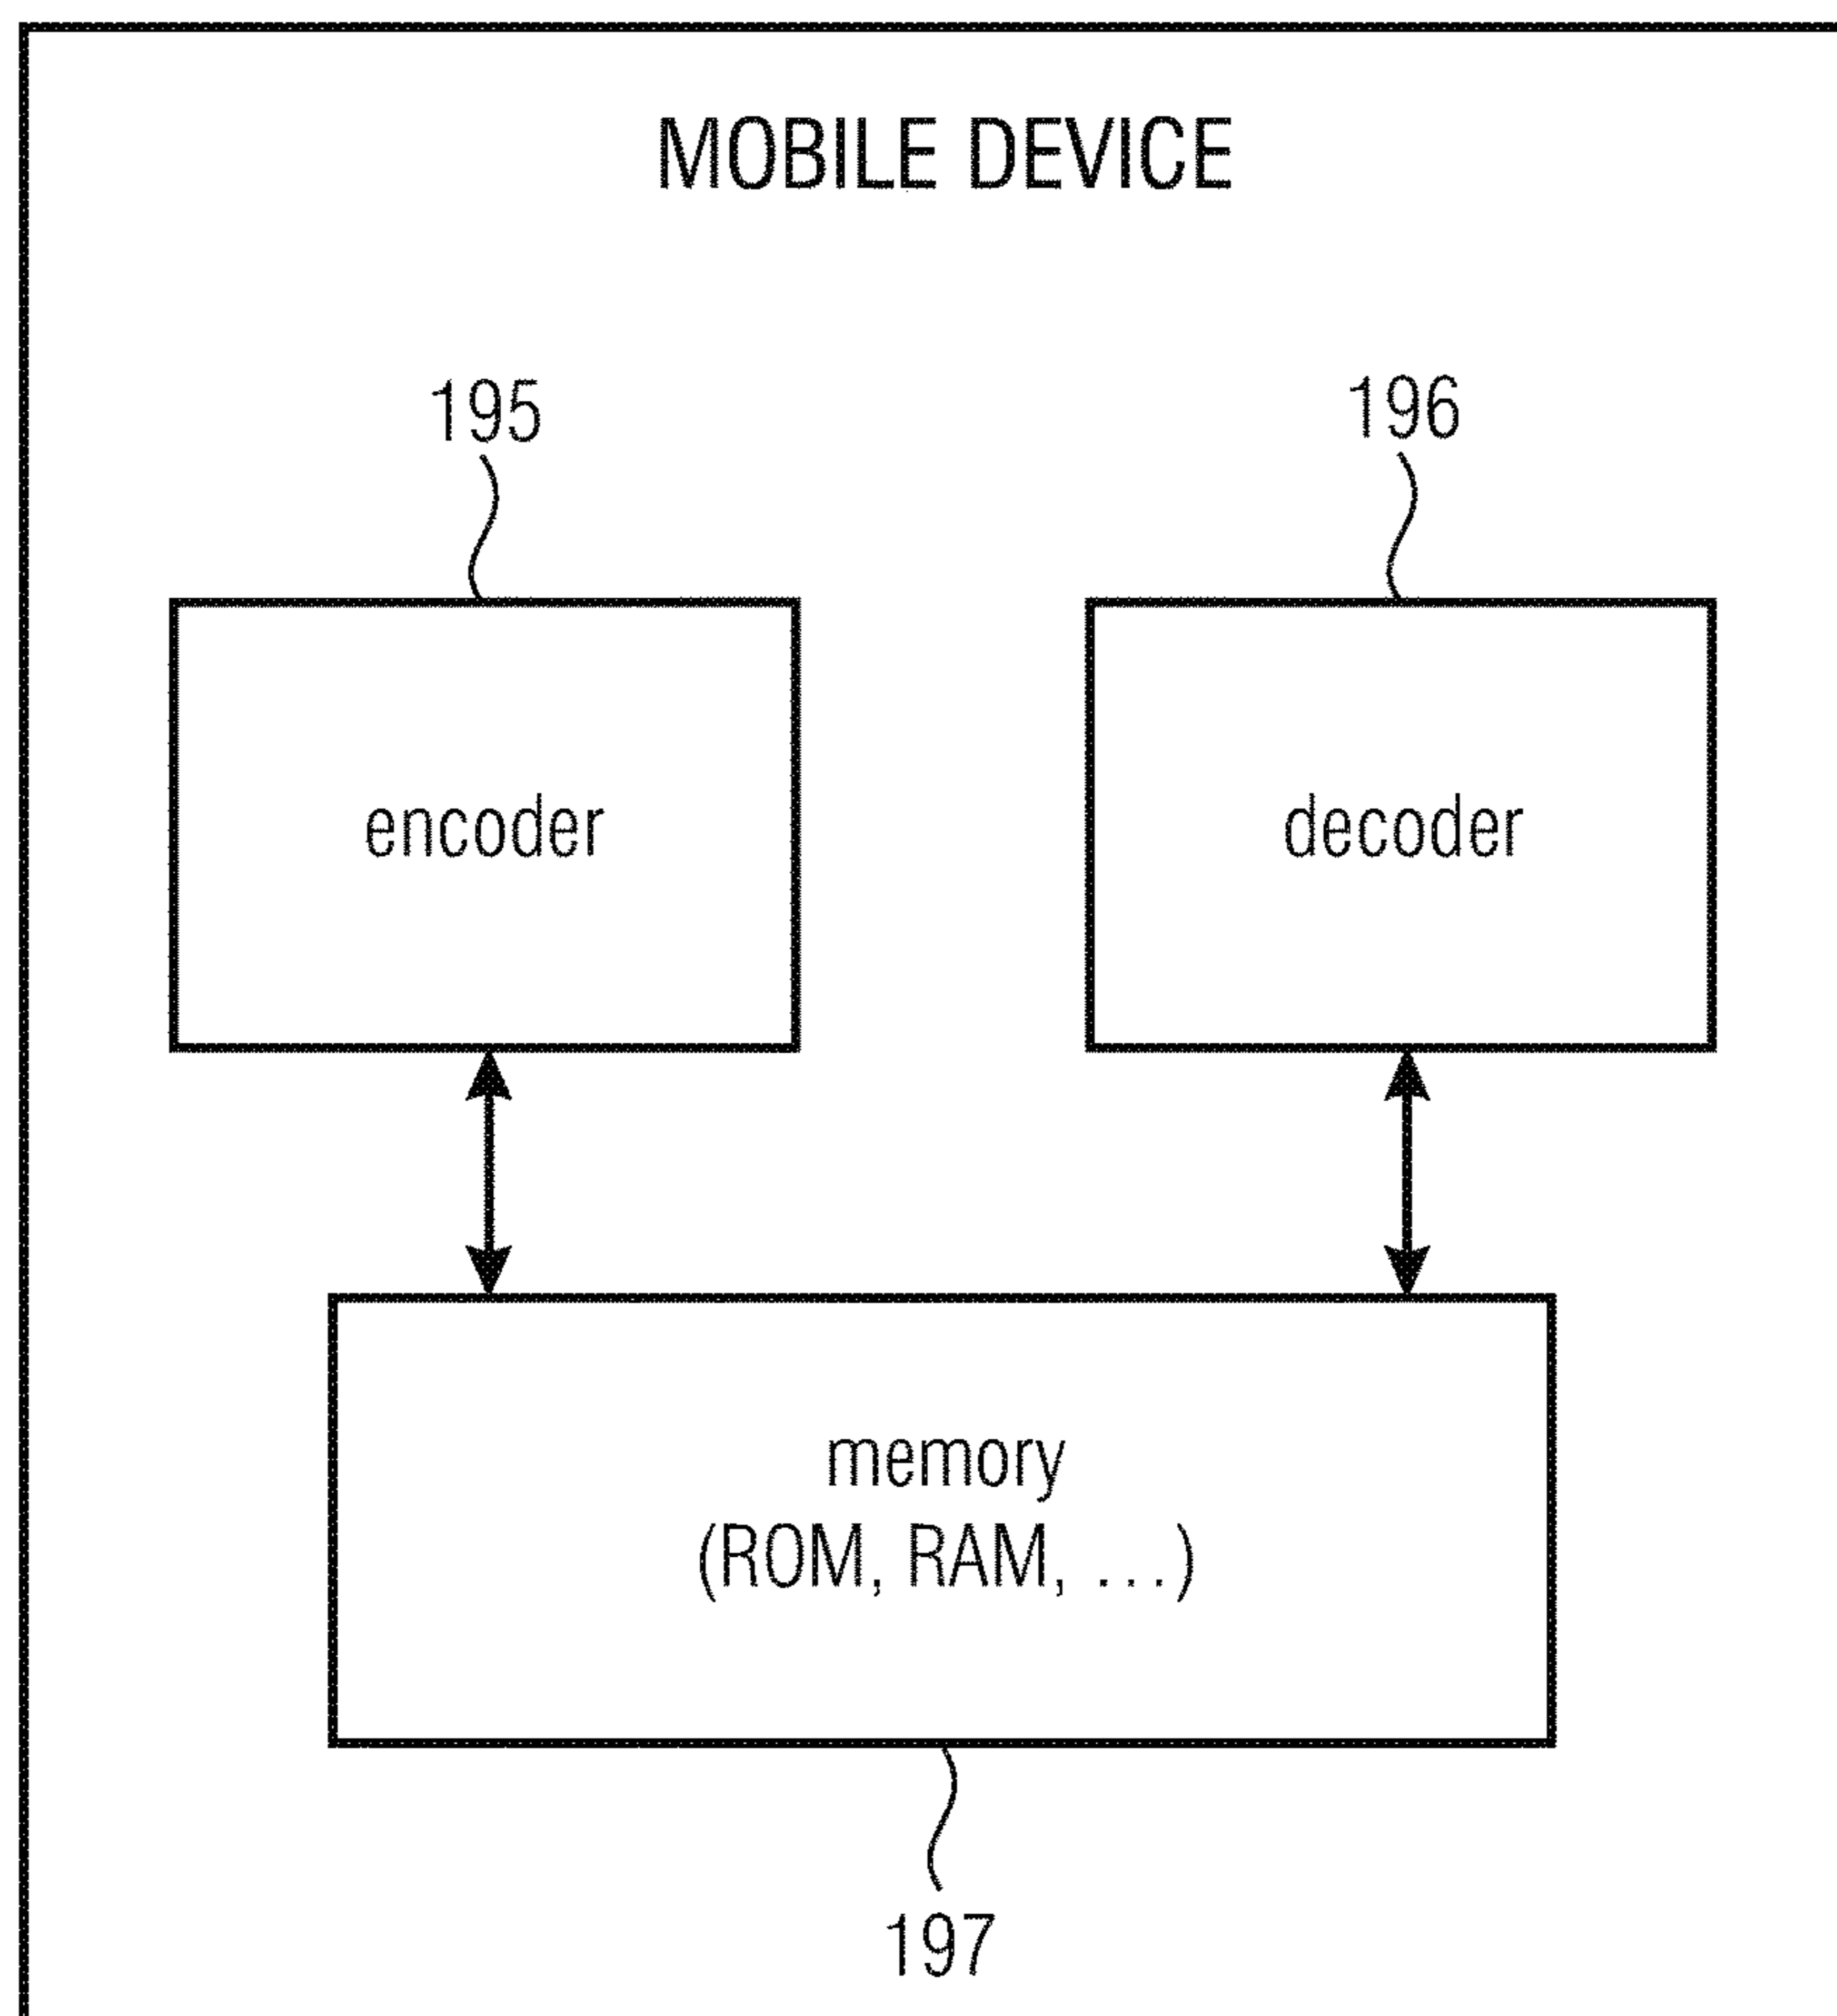 MOBILE DEVICE
195
196
encoder
decoder
memory
(ROM, RAM, ...)
197